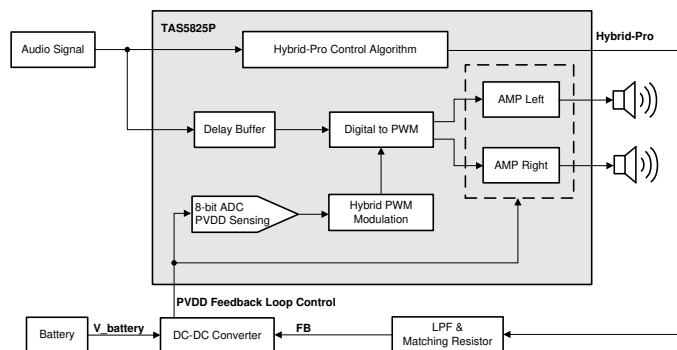 TAS5825P
Hybrid-Pro
Audio Signal
Hybrid-Pro Control Algorithm
AMP Left
Delay Buffer
Digital to PWM
AMP Right
8-bit ADC
PVDD Sensing
Hybrid PWM
Modulation
PVDD Feedback Loop Control
Battery
V_battery
DC-DC Converter
FB
LPF &
Matching Resistor